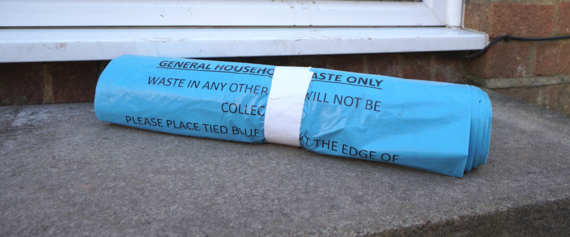 GENERAL HOUSEHO ASTE ONLY
WASTE IN ANY OTHER WILL NOT BE
COLLEC
PLEASE PLACE TIED BLUE THE EDGE OF